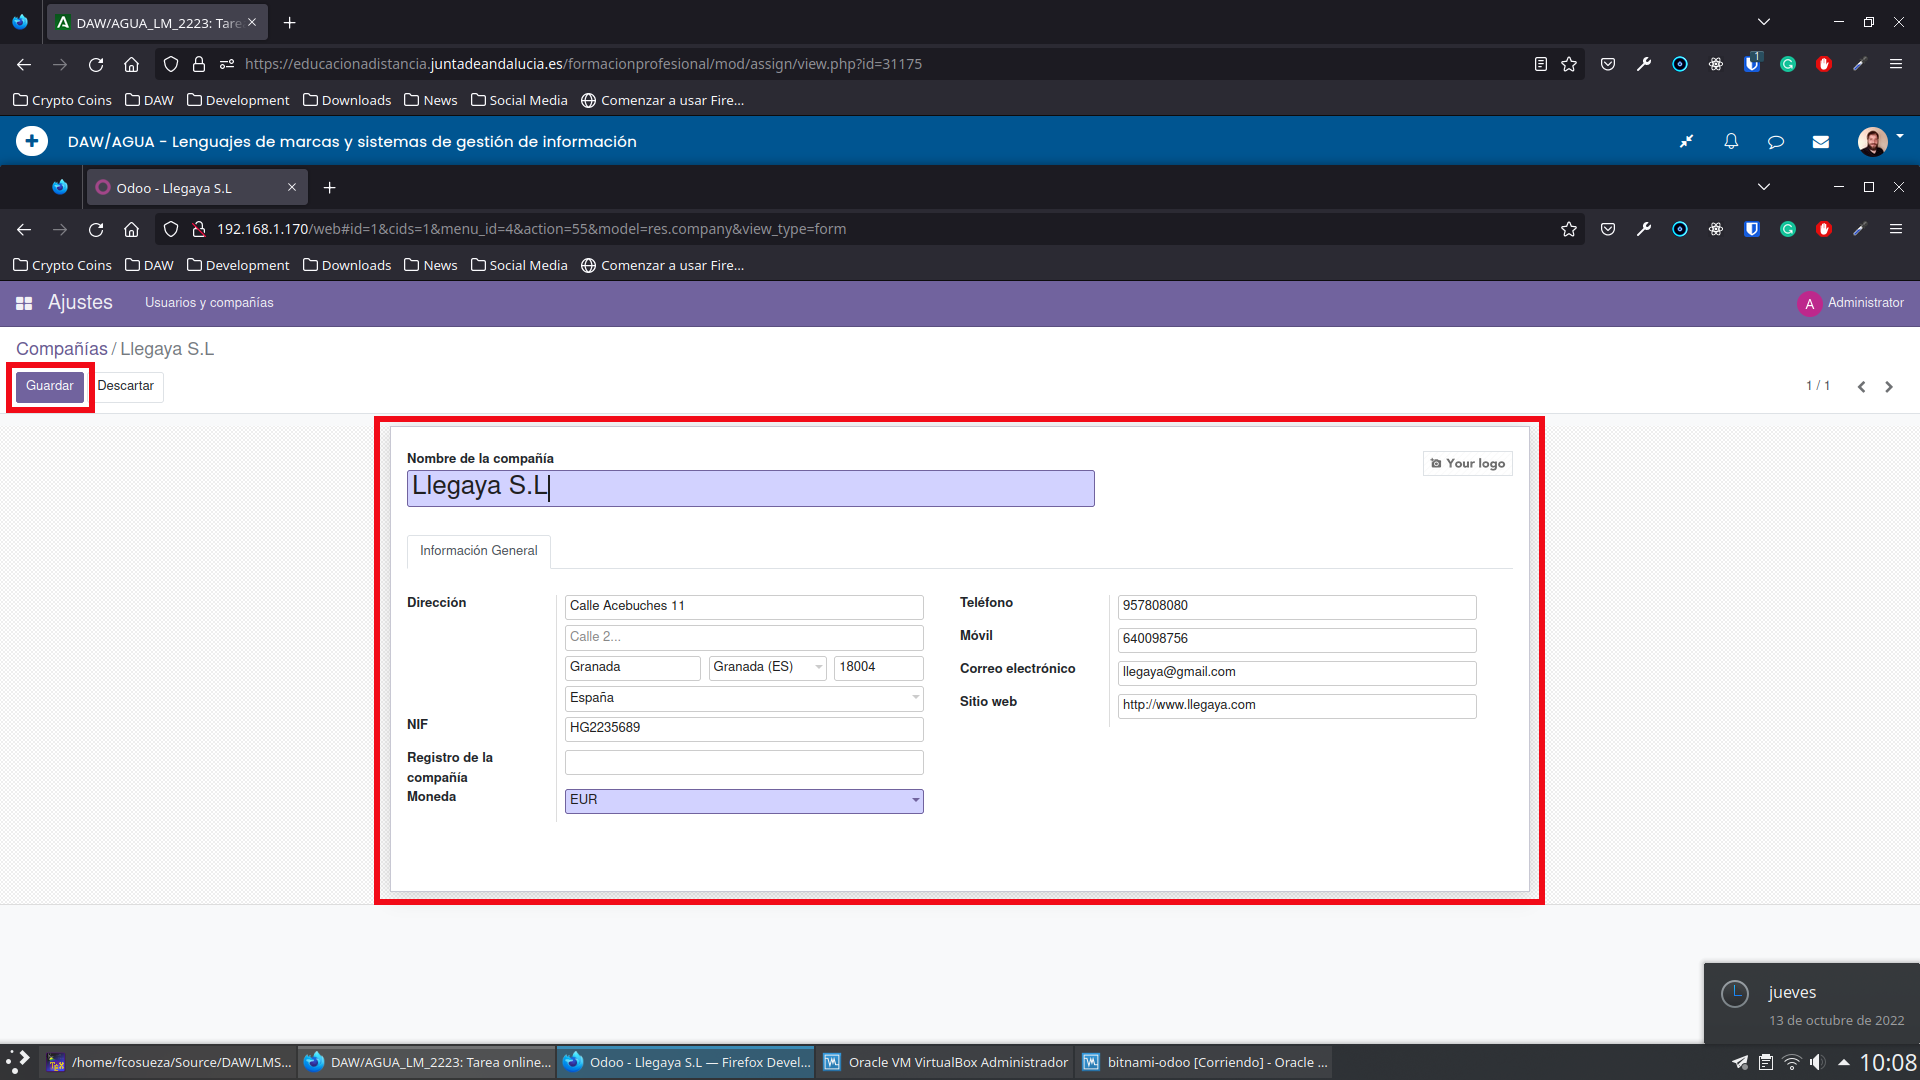 DAW/AGUA_LM_2223: Tare
https://educacionadistancia.juntadeandalucia.es/formacionprofesional/mod/assign/view.php?id=31175
1
Crypto Coins DAW Development Downloads News Social Media Comenzar a usar Fire...
DAW/AGUA - Lenguajes de marcas y sistemas de gestión de información
Odoo - Llegaya S.L
192.168.1.170/web#id=1&cids=1&menu_id=4&action=55&model=res.company&view_type=form
Crypto Coins DAW Development Downloads News Social Media Comenzar a usar Fire...
Ajustes Usuarios y compañías A Administrator
Compañías / Llegaya S.L
Guardar Descartar 1 / 1
Nombre de la compañía
Your logo
Llegaya S.L
Información General
Dirección Calle Acebuches 11
Calle 2...
Granada Granada (ES) 18004
España
NIF HG2235689
Registro de la
compañía
Moneda EUR
Teléfono 957808080
Móvil 640098756
Correo electrónico llegaya@gmail.com
Sitio web http://www.llegaya.com
jueves
13 de octubre de 2022
/home/fcosueza/Source/DAW/LMS... DAW/AGUA_LM_2223: Tarea online... Odoo - Llegaya S.L — Firefox Devel... Oracle VM VirtualBox Administrador bitnami-odoo [Corriendo] - Oracle ... 10:08